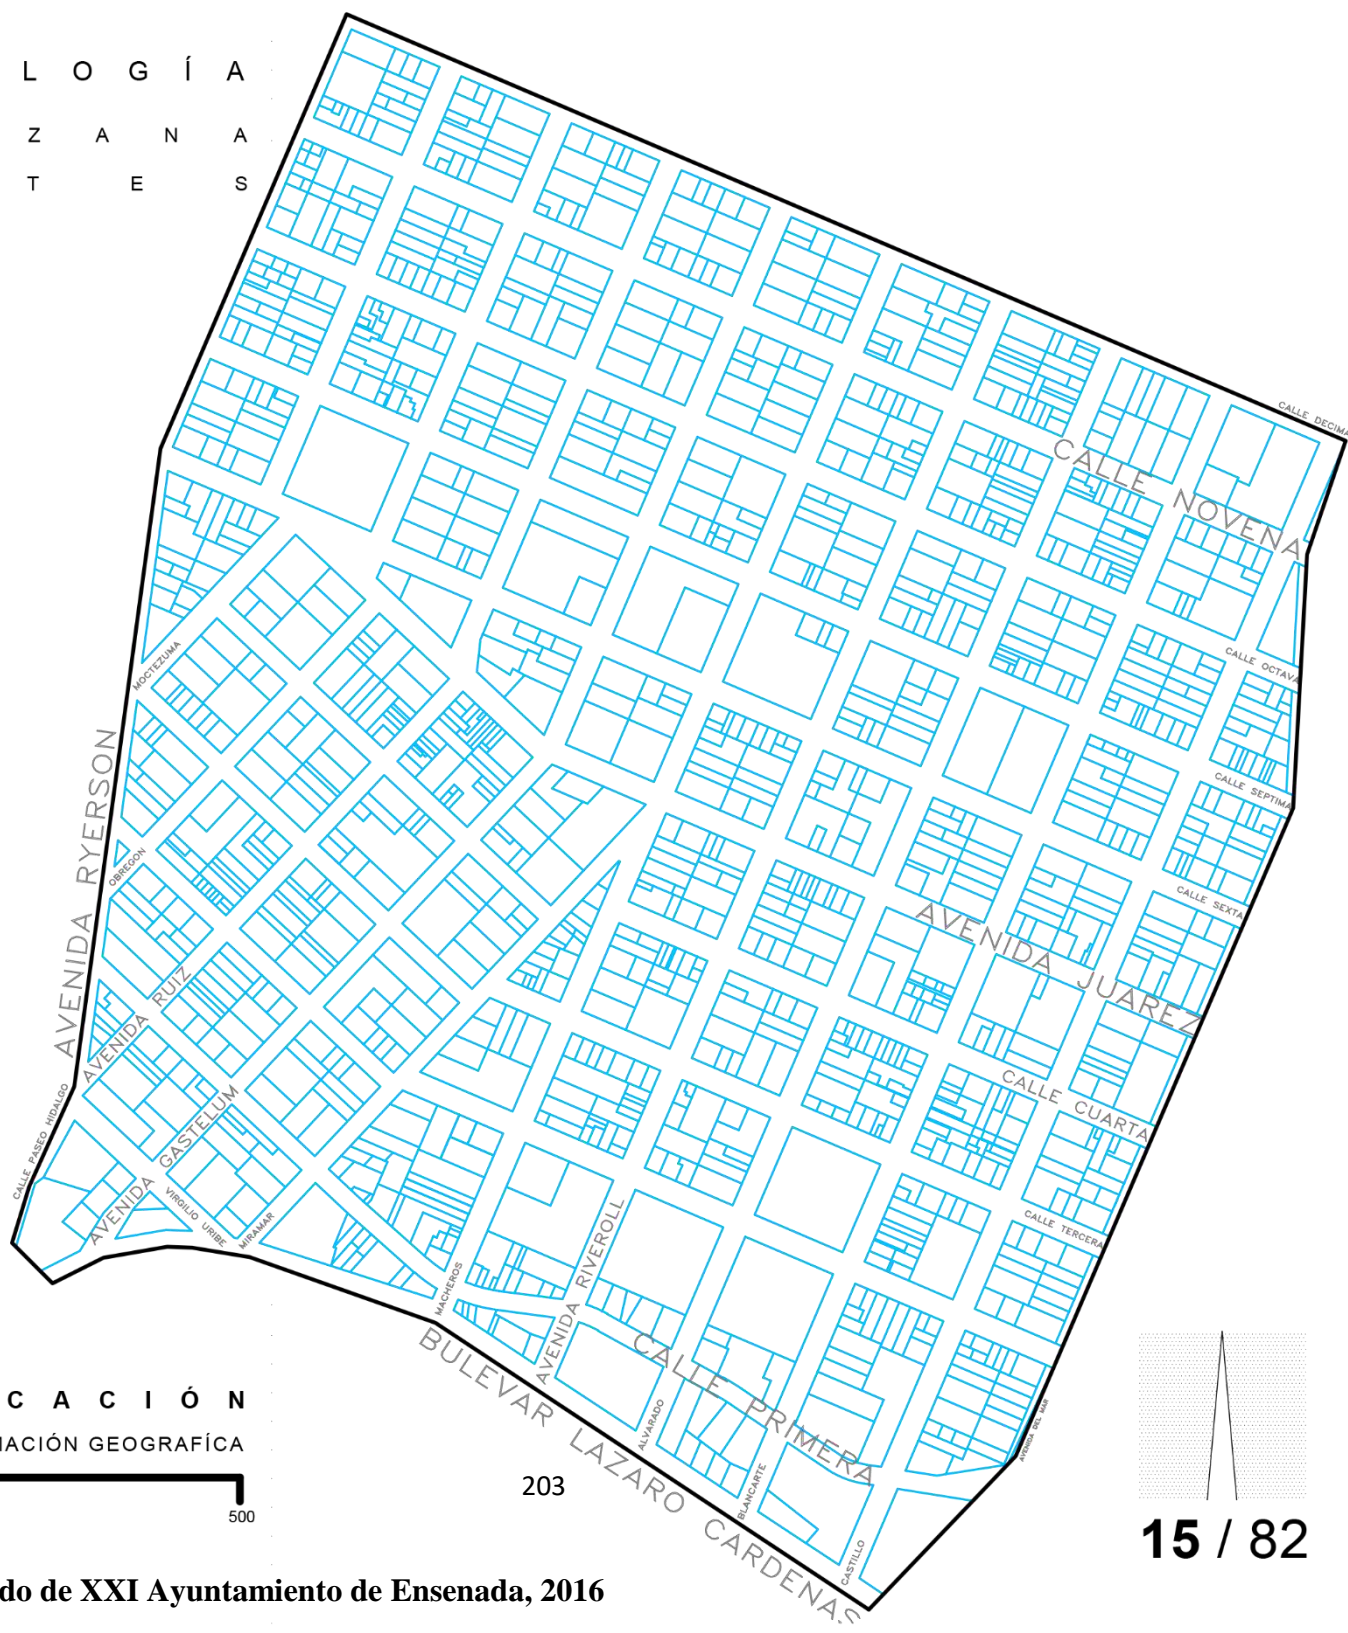 L O G Í A
Z A N A
T E S
CALLE DECIMA
CALLE NOVENA
CALLE OCTAVA
MOCTEZUMA
AVENIDA RYERSON
CALLE SEPTIMA
OBREGON
CALLE SEXTA
AVENIDA JUAREZ
AVENIDA RUIZ
CALLE CUARTA
CALLE PASEO HIDALGO
AVENIDA GASTELUM
VIRGILIO URIBE
MIRAMAR
CALLE TERCERA
MACHEROS
AVENIDA RIVEROLL
BULEVAR LAZARO CARDENAS
CALLE PRIMERA
ALVARADO
BLANCARTE
CASTILLO
AVENIDA DEL MAR
C A C I Ó N
MACIÓN GEOGRAFÍCA
500
203
15 / 82
do de XXI Ayuntamiento de Ensenada, 2016